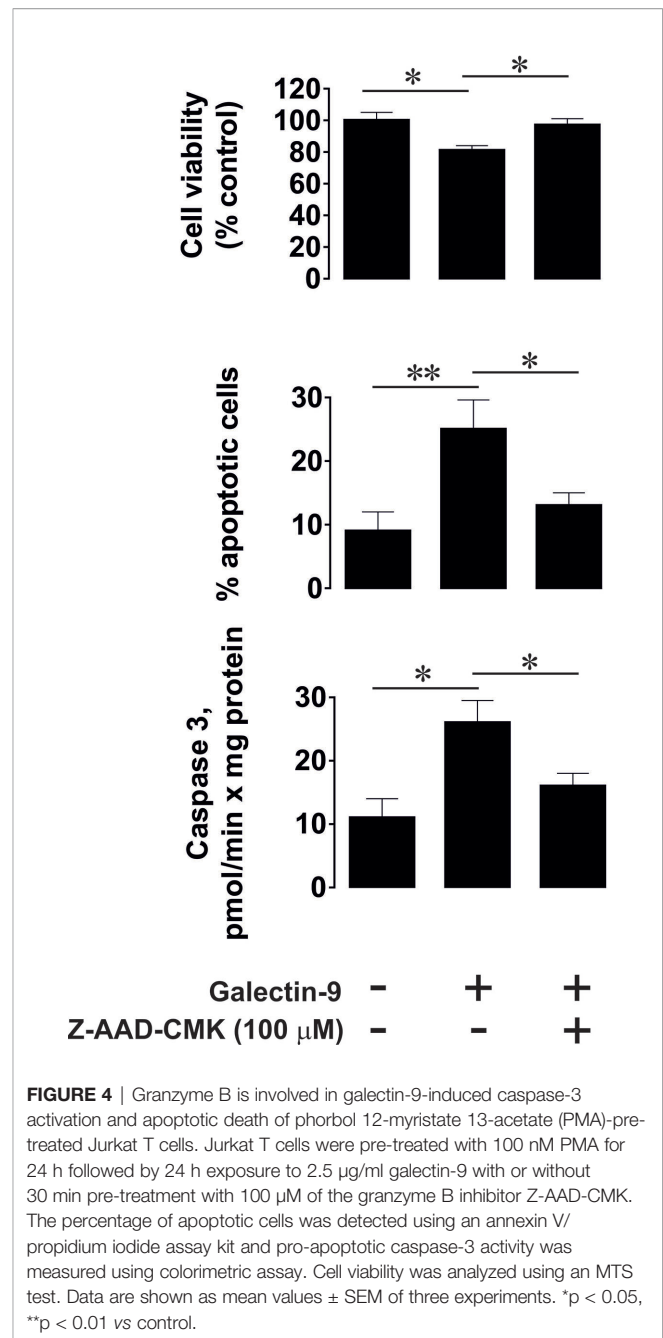 *
*
Cell viability
(% control)
120
100
80
60
40
20
0
**
*
% apoptotic cells
30
20
10
0
*
*
Caspase 3,
pmol/min x mg protein
30
20
10
0
Galectin-9 - + +
Z-AAD-CMK (100 μM) - - +
FIGURE 4 | Granzyme B is involved in galectin-9-induced caspase-3
activation and apoptotic death of phorbol 12-myristate 13-acetate (PMA)-pre-
treated Jurkat T cells. Jurkat T cells were pre-treated with 100 nM PMA for
24 h followed by 24 h exposure to 2.5 μg/ml galectin-9 with or without
30 min pre-treatment with 100 μM of the granzyme B inhibitor Z-AAD-CMK.
The percentage of apoptotic cells was detected using an annexin V/
propidium iodide assay kit and pro-apoptotic caspase-3 activity was
measured using colorimetric assay. Cell viability was analyzed using an MTS
test. Data are shown as mean values ± SEM of three experiments. *p < 0.05,
**p < 0.01 vs control.